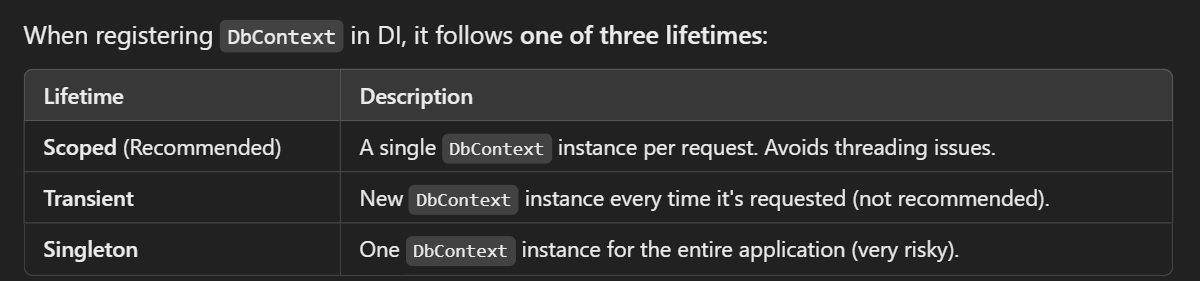 When registering DbContext in DI, it follows one of three lifetimes:
Lifetime Description
Scoped (Recommended) A single DbContext instance per request. Avoids threading issues.
Transient New DbContext instance every time it's requested (not recommended).
Singleton One DbContext instance for the entire application (very risky).